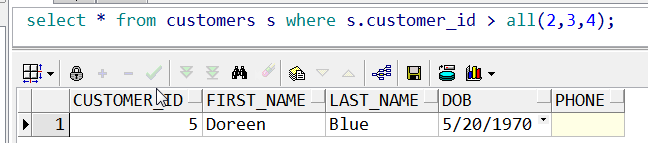 select * from customers s where s.customer_id > all(2,3,4);
CUSTOMER_ID FIRST_NAME LAST_NAME DOB PHONE
1 5 Doreen Blue 5/20/1970